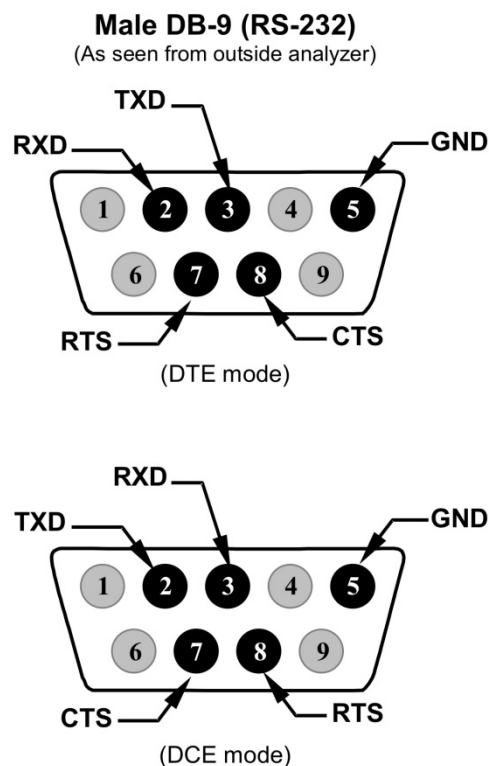 Male DB-9 (RS-232)
(As seen from outside analyzer)
TXD
RXD
GND
1 2 3 4 5
6 7 8 9
RTS
CTS
(DTE mode)
RXD
TXD
GND
1 2 3 4 5
6 7 8 9
CTS
RTS
(DCE mode)